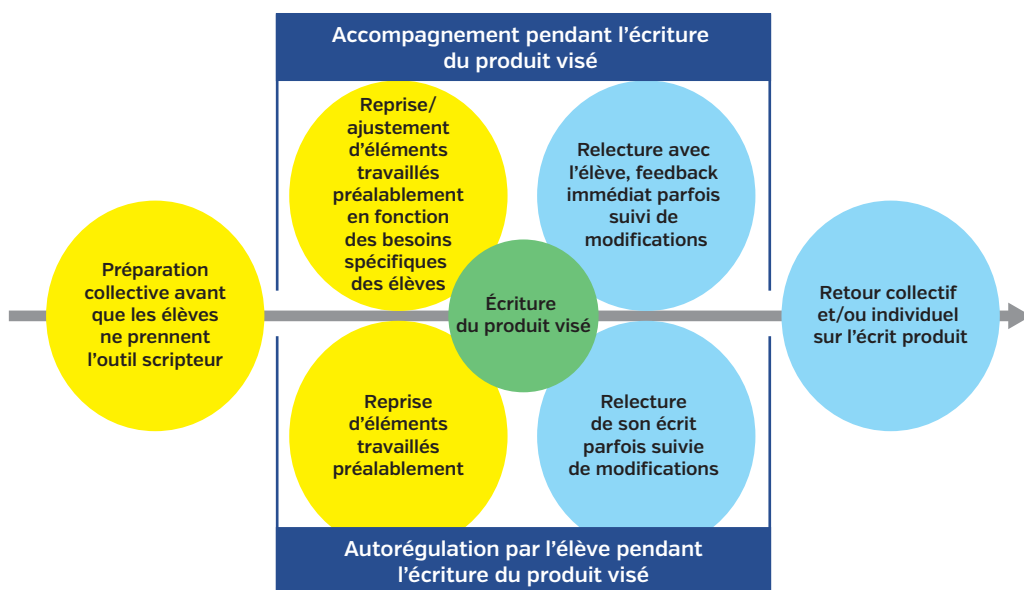 Accompagnement pendant l’écriture
du produit visé
Préparation
collective avant
que les élèves
ne prennent
l’outil scripteur
Reprise/
ajustement
d’éléments
travaillés
préalablement
en fonction
des besoins
spécifiques
des élèves
Relecture avec
l’élève, feedback
immédiat parfois
suivi de
modifications
Écriture
du produit visé
Reprise
d’éléments
travaillés
préalablement
Relecture
de son écrit
parfois suivie
de modifications
Retour collectif
et/ou individuel
sur l’écrit produit
Autorégulation par l’élève pendant
l’écriture du produit visé